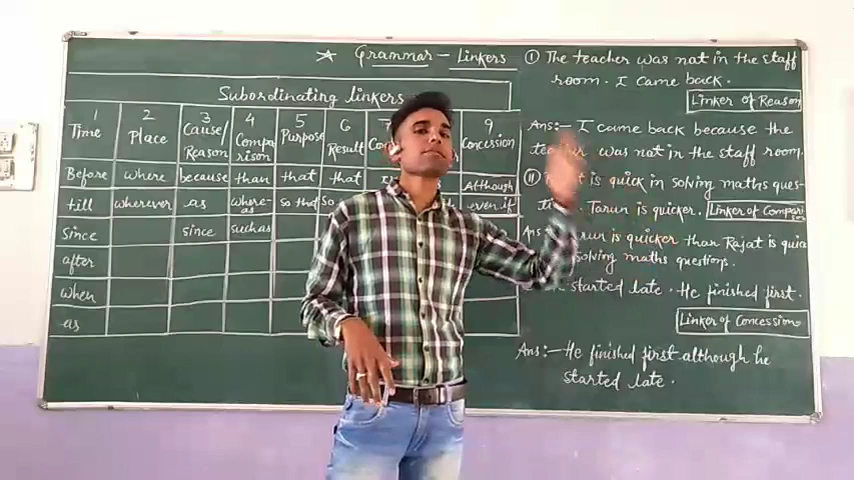 ★ Grammar - Linkers
Subordinating linkers
1 2 3 4 5 6 7 9
Time Place Cause/Reason Comparison Purpose Result Concession
Before where because than that that Although
till wherever as where-as so that so even if
Since since such as
after
when
as
(I) The teacher was not in the staff
room. I came back.
Linker of Reason
Ans:- I came back because the
teacher was not in the staff room.
(II) is quick in solving maths ques-
Tarun is quicker. Linker of Comparison
is quicker than Rajat is quick
solving maths questions.
started late. He finished first.
Linker of Concession
Ans:- He finished first although he
started late.